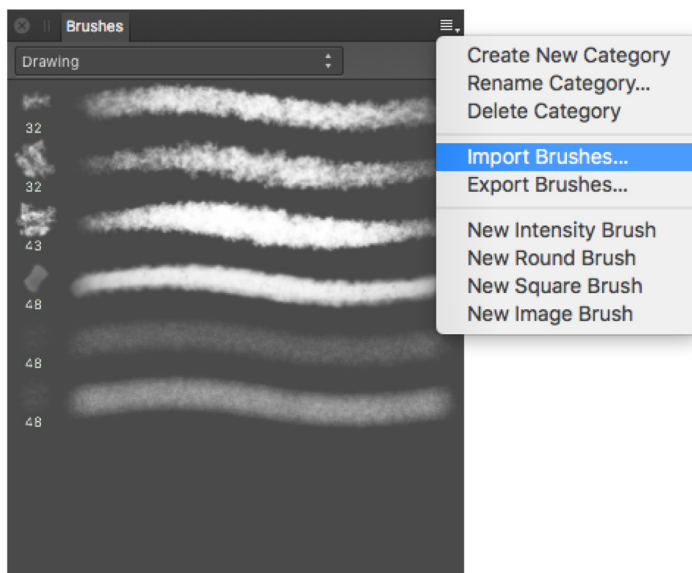 Brushes
Drawing
32
32
43
48
48
48
Create New Category
Rename Category...
Delete Category
Import Brushes...
Export Brushes...
New Intensity Brush
New Round Brush
New Square Brush
New Image Brush